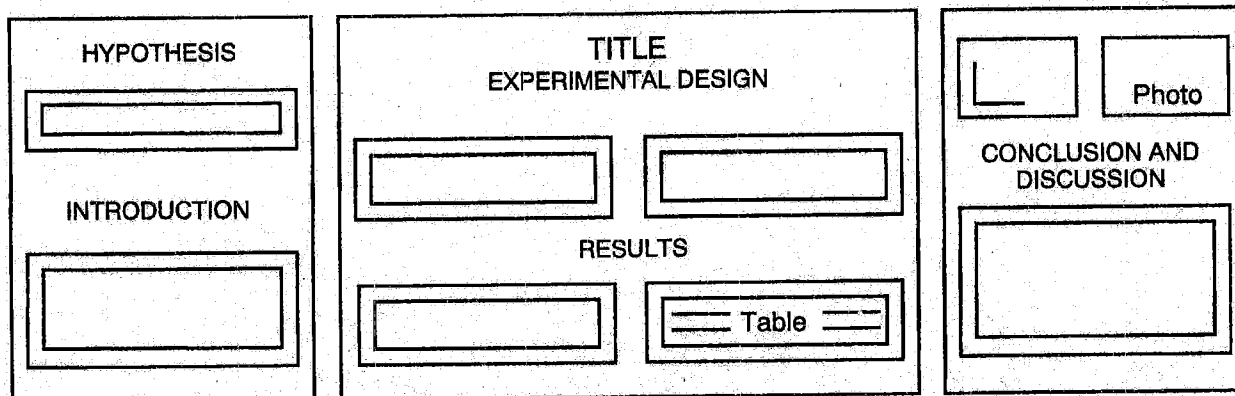 HYPOTHESIS
INTRODUCTION
TITLE
EXPERIMENTAL DESIGN
RESULTS
Table
Photo
CONCLUSION AND
DISCUSSION